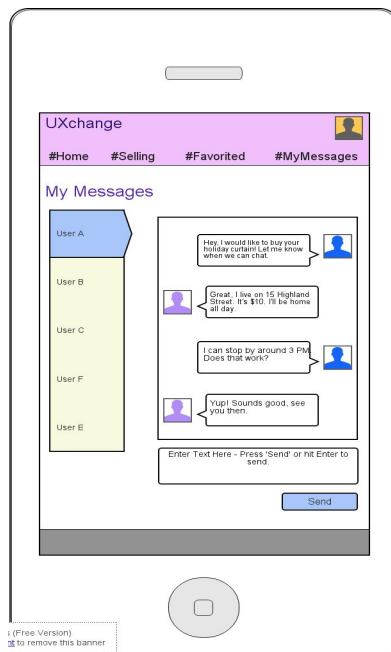 UXchange
#Home #Selling #Favorited #MyMessages
My Messages
User A
User B
User C
User F
User E
Hey, I would like to buy your
holiday curtain! Let me know
when we can chat.
Great, I live on 15 Highland
Street. It's $10. I'll be home
all day.
I can stop by around 3 PM.
Does that work?
Yup! Sounds good, see
you then.
Enter Text Here - Press 'Send' or hit Enter to
send.
Send
s (Free Version)
nt to remove this banner